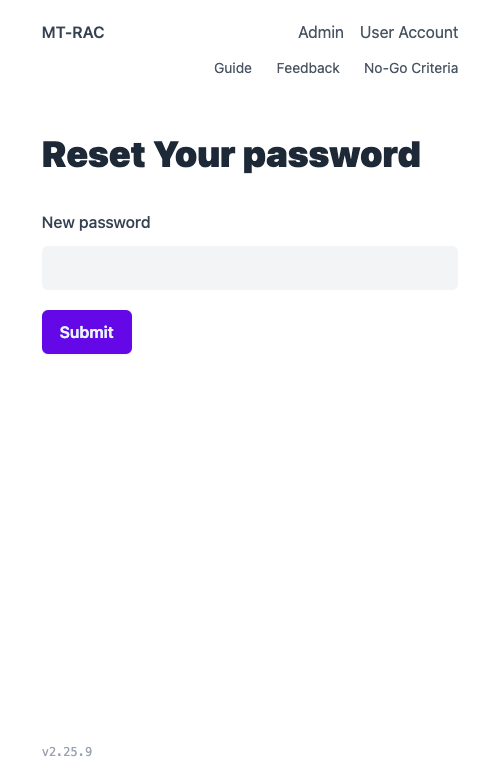 MT-RAC Admin User Account
Guide Feedback No-Go Criteria
Reset Your password
New password
Submit
v2.25.9